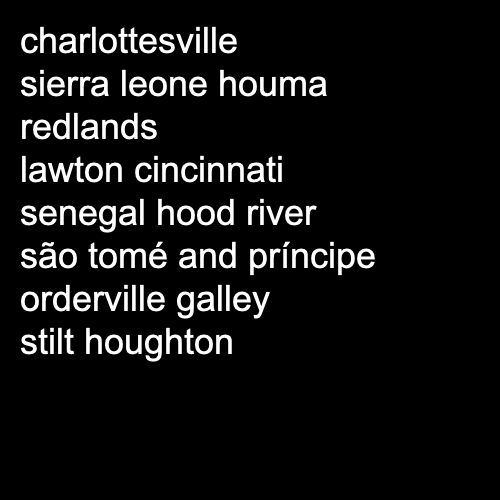 charlottesville
sierra leone houma
redlands
lawton cincinnati
senegal hood river
são tomé and príncipe
orderville galley
stilt houghton